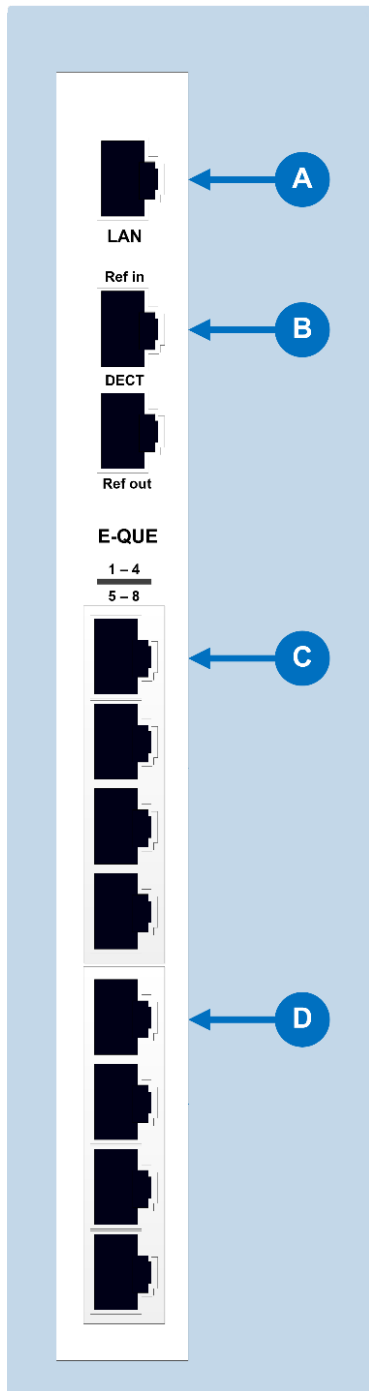 A
LAN
Ref in
B
DECT
Ref out
E-QUE
1 – 4
5 – 8
C
D